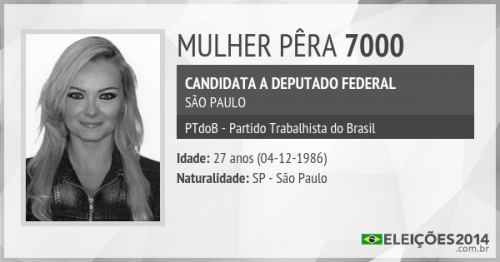 MULHER PÊRA 7000
CANDIDATA A DEPUTADO FEDERAL
SÃO PAULO
PTdoB - Partido Trabalhista do Brasil
Idade: 27 anos (04-12-1986)
Naturalidade: SP - São Paulo
ELEIÇÕES2014
.com.br